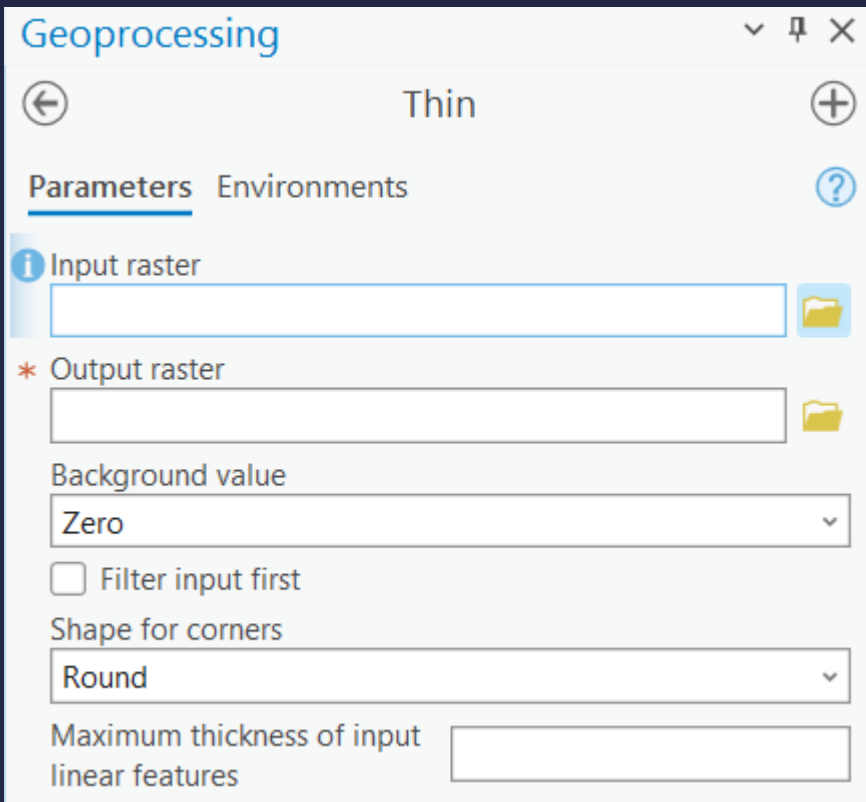 Geoprocessing
Thin
Parameters Environments
Input raster
* Output raster
Background value
Zero
Filter input first
Shape for corners
Round
Maximum thickness of input
linear features